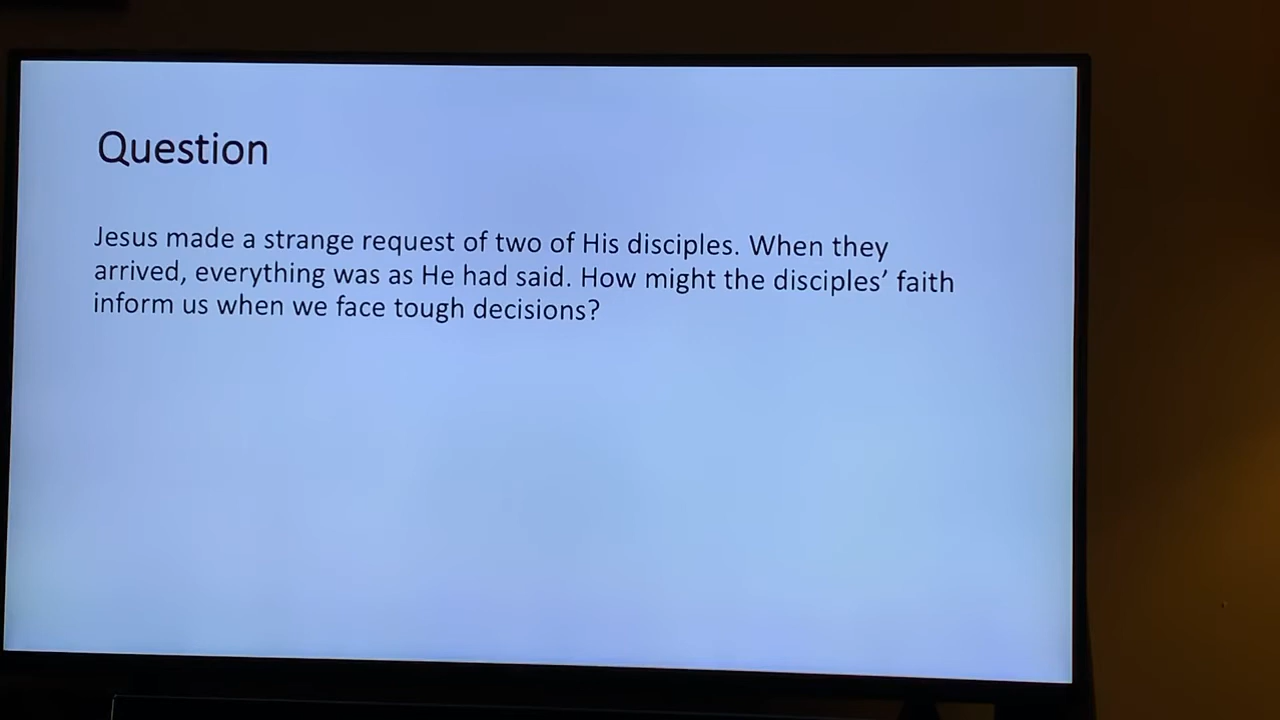 Question
Jesus made a strange request of two of His disciples. When they
arrived, everything was as He had said. How might the disciples’ faith
inform us when we face tough decisions?